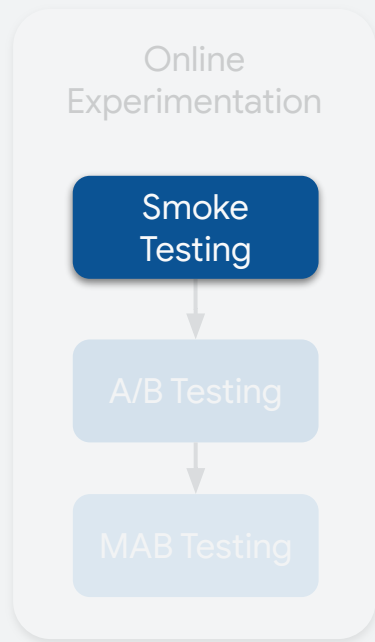 Online
Experimentation
Smoke
Testing
A/B Testing
MAB Testing